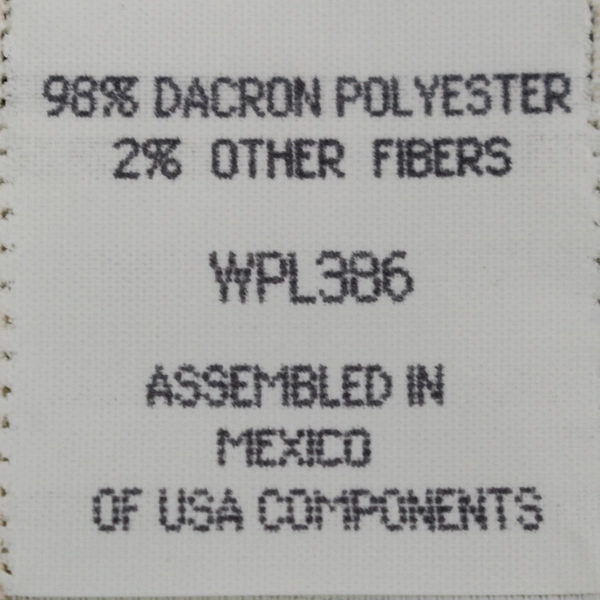 98% DACRON POLYESTER
2% OTHER FIBERS
WPL386
ASSEMBLED IN
MEXICO
OF USA COMPONENTS